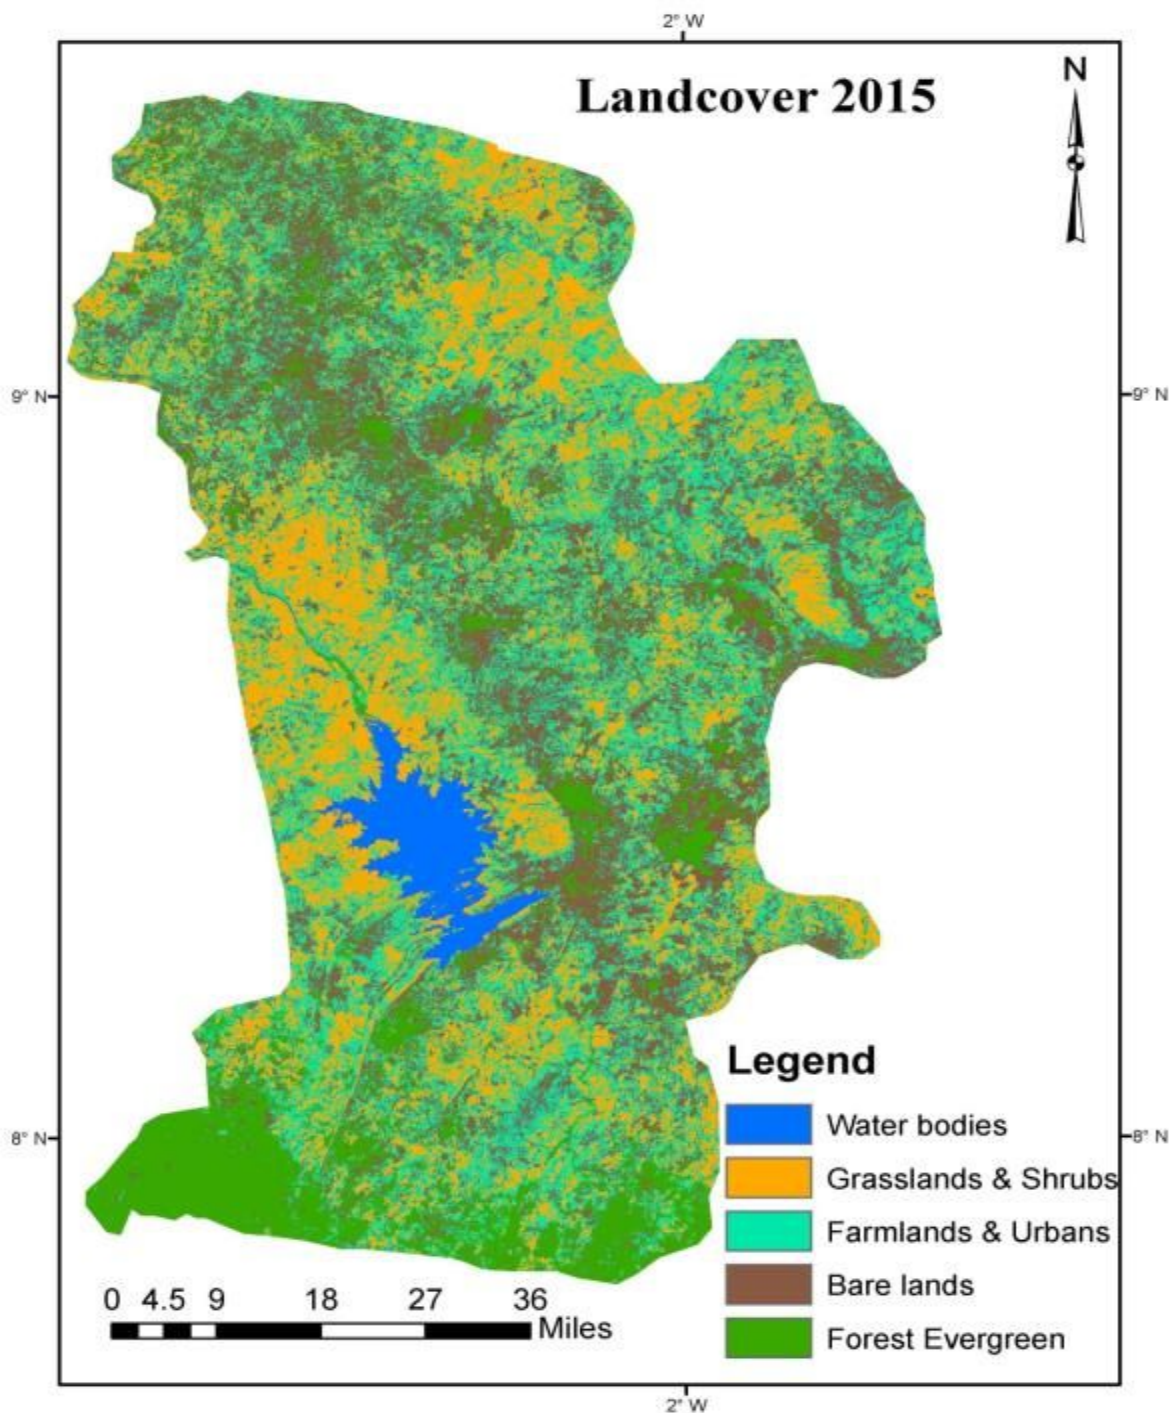 2° W
Landcover 2015
N
9° N
9° N
8° N
8° N
Legend
Water bodies
Grasslands & Shrubs
Farmlands & Urbans
Bare lands
Forest Evergreen
0 4.5 9 18 27 36
Miles
2° W